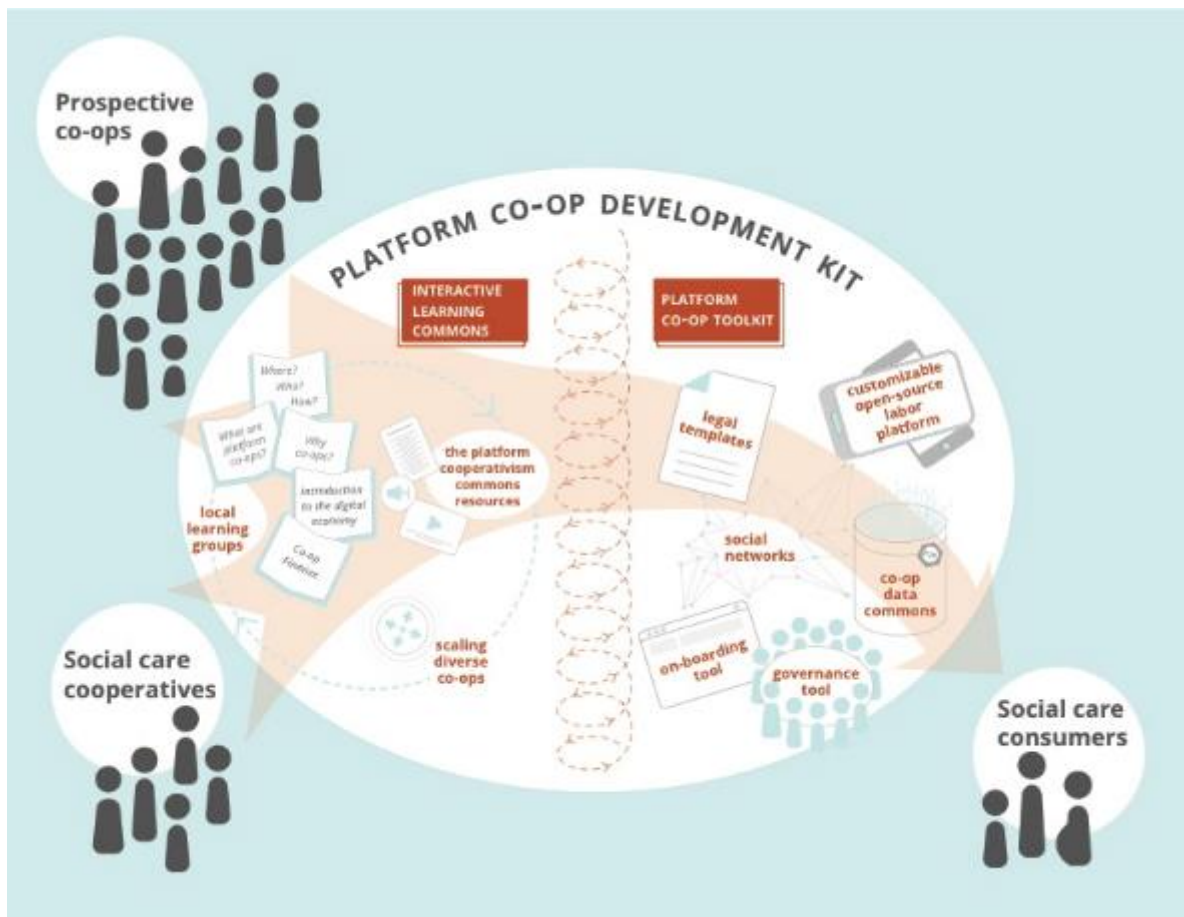 Prospective
co-ops
PLATFORM CO-OP DEVELOPMENT KIT
INTERACTIVE
LEARNING
COMMONS
PLATFORM
CO-OP TOOLKIT
Where?
Who?
How?
What are
platform
co-ops?
Why
co-ops?
Introduction
to the digital
economy
Co-op
Finance
local
learning
groups
the platform
cooperativism
commons
resources
scaling
diverse
co-ops
legal
templates
customizable
open-source
labor
platform
social
networks
co-op
data
commons
on-boarding
tool
governance
tool
Social care
cooperatives
Social care
consumers